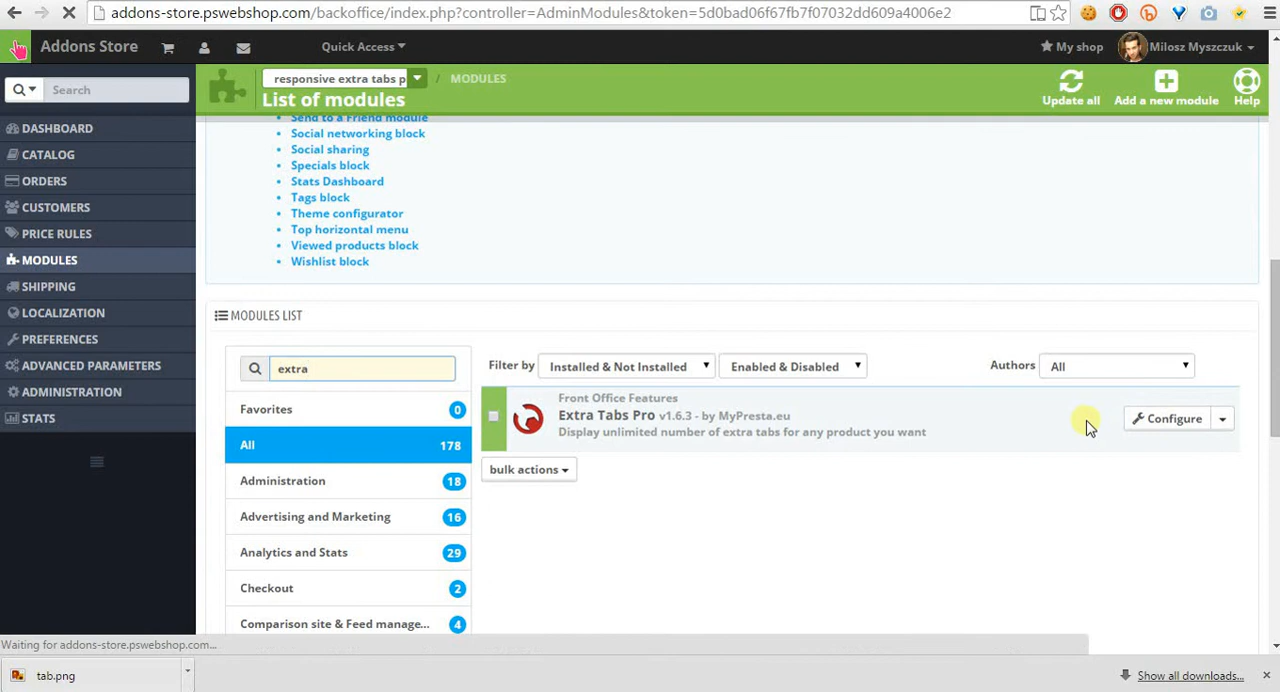 addons-store.pswebshop.com/backoffice/index.php?controller=AdminModules&token=5d0bad06f67fb7f07032dd609a4006e2
Addons Store
Quick Access
My shop
Milosz Myszczuk
Search
responsive extra tabs p
/ MODULES
List of modules
Update all
Add a new module
Help
DASHBOARD
CATALOG
ORDERS
CUSTOMERS
PRICE RULES
MODULES
SHIPPING
LOCALIZATION
PREFERENCES
ADVANCED PARAMETERS
ADMINISTRATION
STATS
Send to a Friend module
Social networking block
Social sharing
Specials block
Stats Dashboard
Tags block
Theme configurator
Top horizontal menu
Viewed products block
Wishlist block
MODULES LIST
extra
Favorites 0
All 178
Administration 18
Advertising and Marketing 16
Analytics and Stats 29
Checkout 2
Comparison site & Feed manage... 4
Filter by Installed & Not Installed Enabled & Disabled Authors All
Front Office Features
Extra Tabs Pro v1.6.3 - by MyPresta.eu
Display unlimited number of extra tabs for any product you want
Configure
bulk actions
Waiting for addons-store.pswebshop.com...
tab.png
Show all downloads...